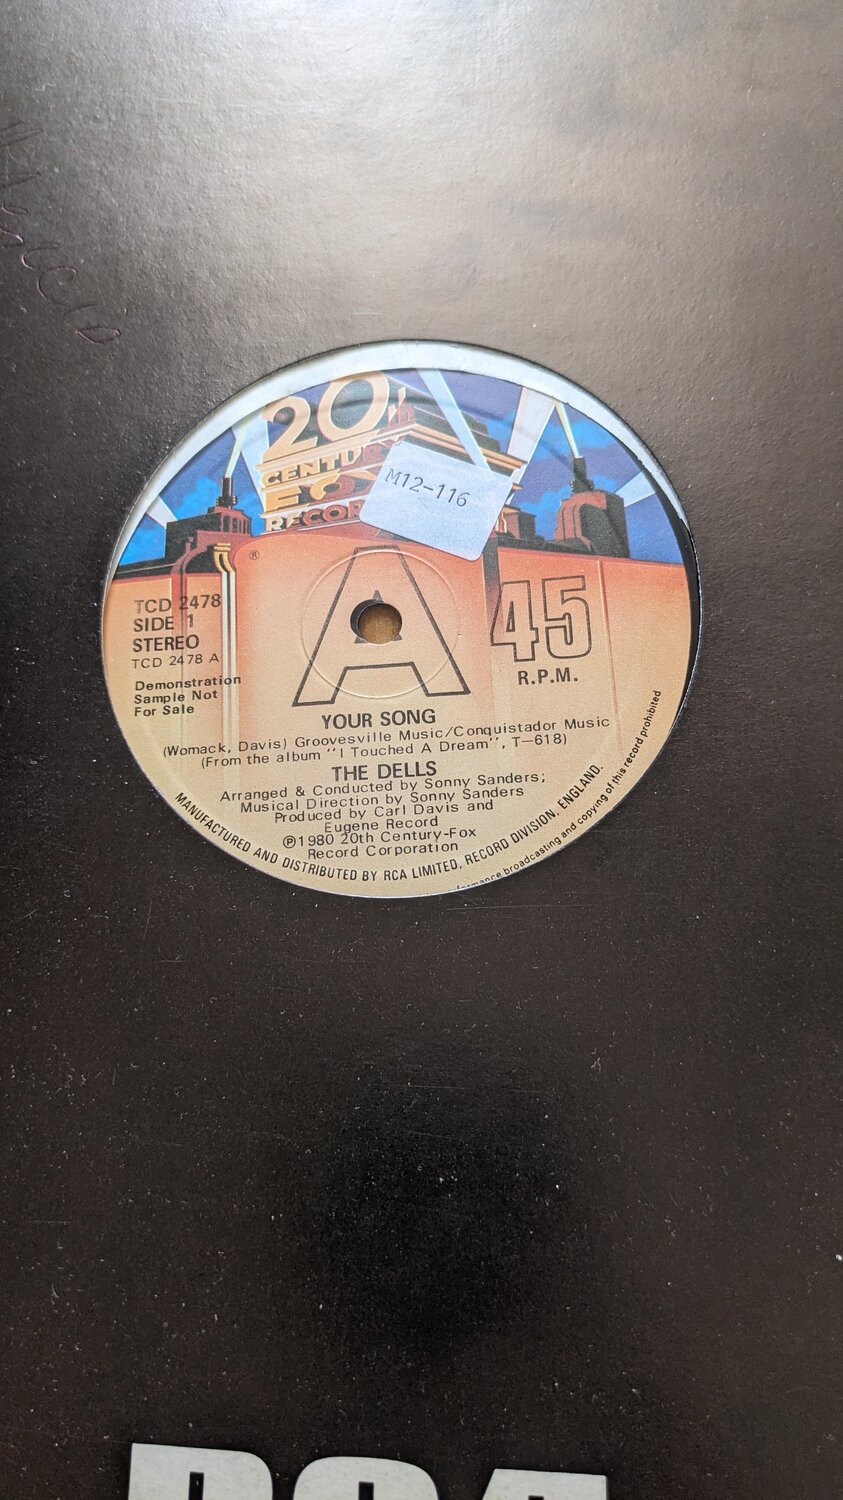 20th
CENTURY
FOX
RECORDS
M12-116
®
A
45
R.P.M.
TCD 2478
SIDE 1
STEREO
TCD 2478 A
Demonstration
Sample Not
For Sale
YOUR SONG
(Womack, Davis) Groovesville Music/Conquistador Music
(From the album "I Touched A Dream", T-618)
THE DELLS
Arranged & Conducted by Sonny Sanders;
Musical Direction by Sonny Sanders
Produced by Carl Davis and
Eugene Record
℗1980 20th Century-Fox
Record Corporation
MANUFACTURED AND DISTRIBUTED BY RCA LIMITED, RECORD DIVISION, ENGLAND.
broadcasting and copying of this record prohibited
RCA